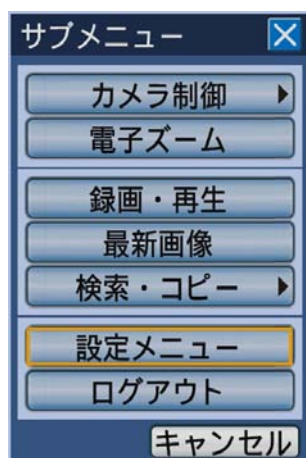 サブメニュー
カメラ制御
電子ズーム
録画・再生
最新画像
検索・コピー
設定メニュー
ログアウト
キャンセル